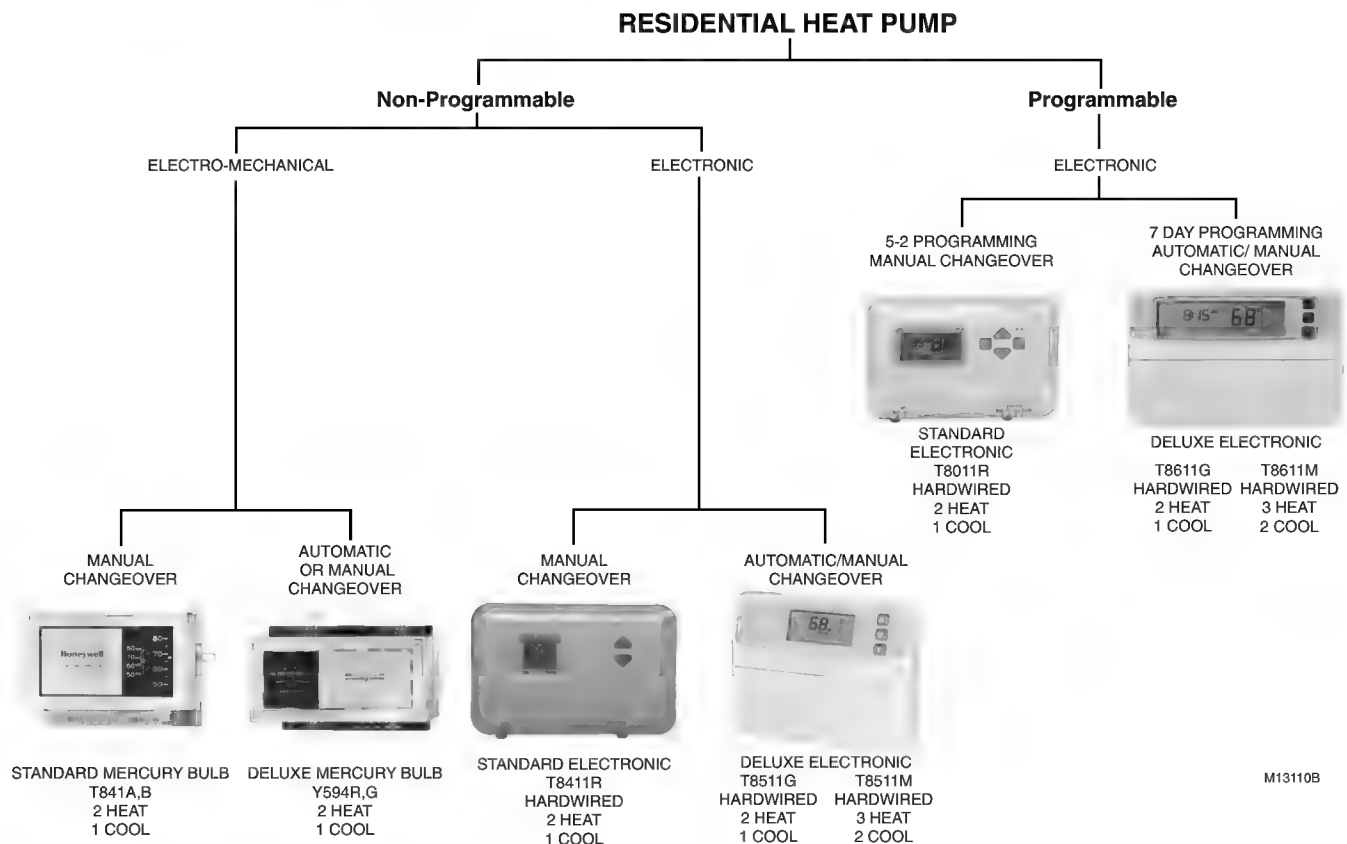 RESIDENTIAL HEAT PUMP
Non-Programmable
Programmable
ELECTRO-MECHANICAL
ELECTRONIC
ELECTRONIC
5-2 PROGRAMMING
MANUAL CHANGEOVER
7 DAY PROGRAMMING
AUTOMATIC/ MANUAL
CHANGEOVER
8:15
68
STANDARD
ELECTRONIC
T8011R
HARDWIRED
2 HEAT
1 COOL
DELUXE ELECTRONIC
T8611G
HARDWIRED
2 HEAT
1 COOL
T8611M
HARDWIRED
3 HEAT
2 COOL
MANUAL
CHANGEOVER
Honeywell
STANDARD MERCURY BULB
T841A,B
2 HEAT
1 COOL
AUTOMATIC
OR MANUAL
CHANGEOVER
DELUXE MERCURY BULB
Y594R,G
2 HEAT
1 COOL
MANUAL
CHANGEOVER
STANDARD ELECTRONIC
T8411R
HARDWIRED
2 HEAT
1 COOL
AUTOMATIC/MANUAL
CHANGEOVER
68
DELUXE ELECTRONIC
T8511G
HARDWIRED
2 HEAT
1 COOL
T8511M
HARDWIRED
3 HEAT
2 COOL
M13110B